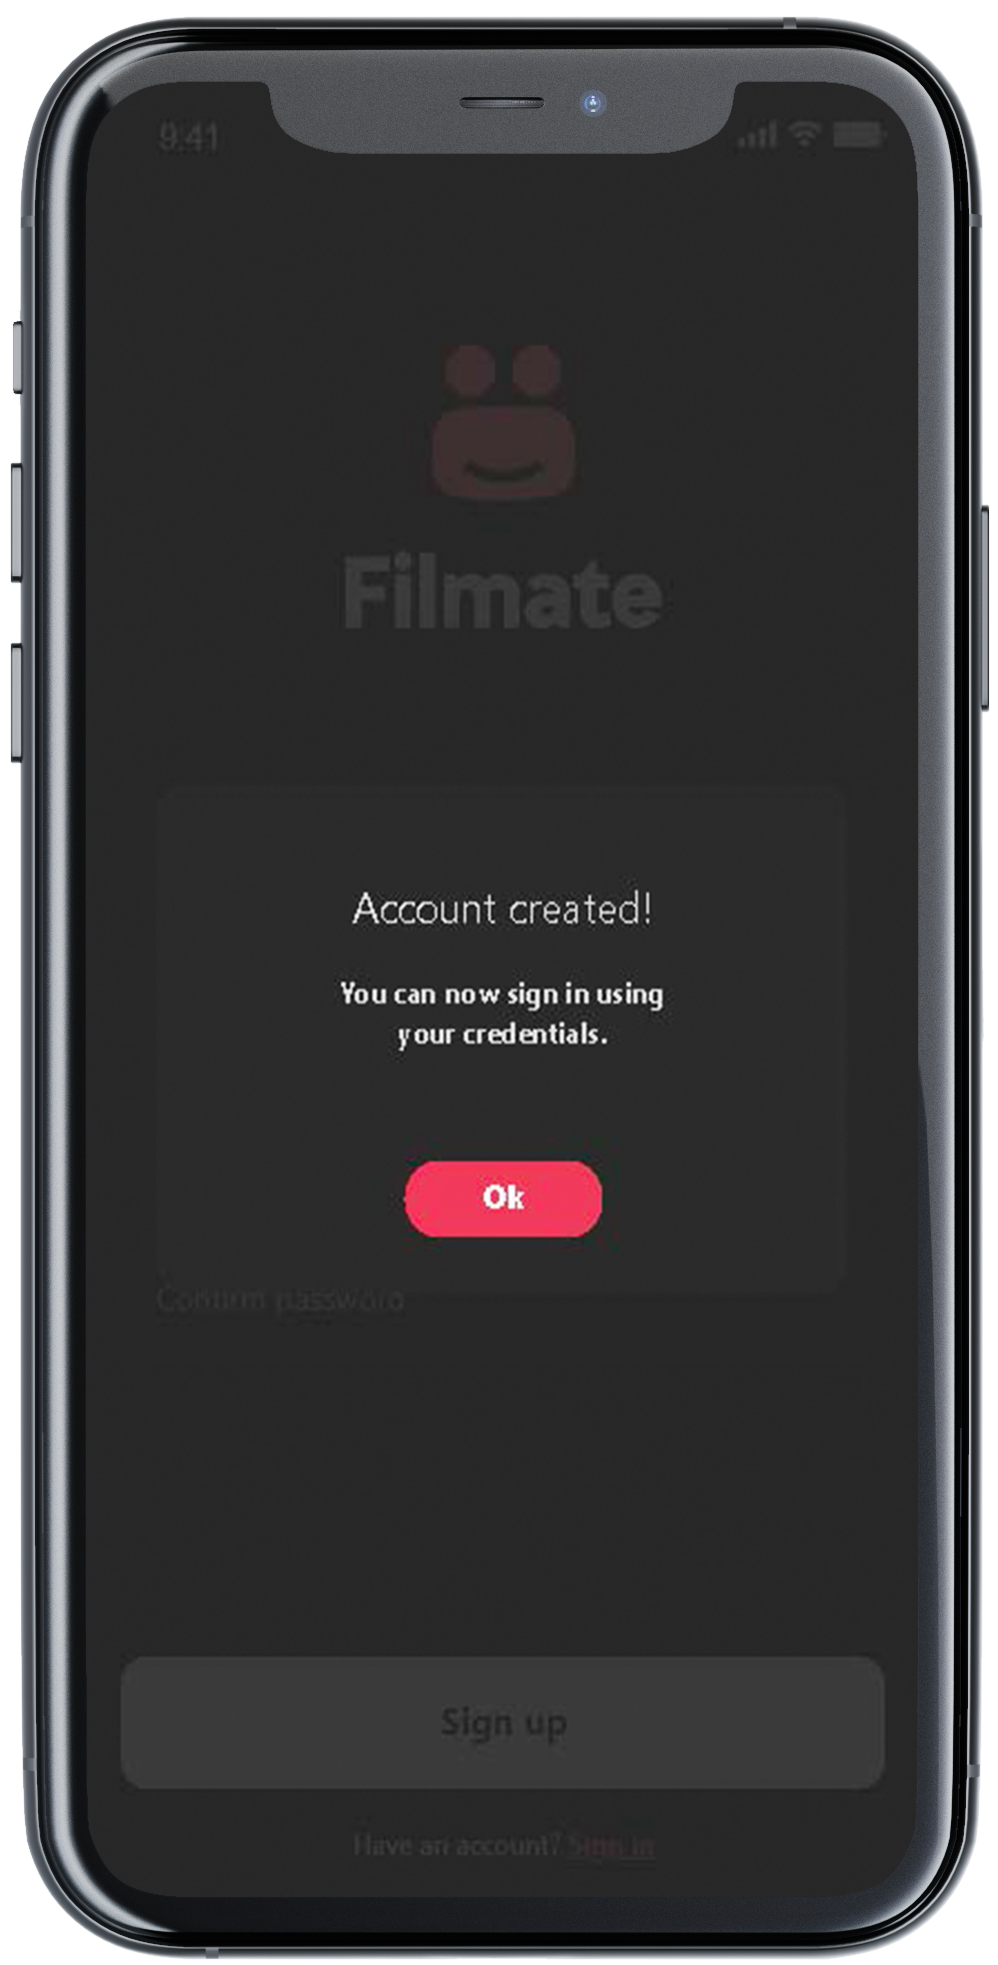 9:41
Filmate
Account created!
You can now sign in using
your credentials.
Ok
Confirm password
Sign up
Have an account? Sign in